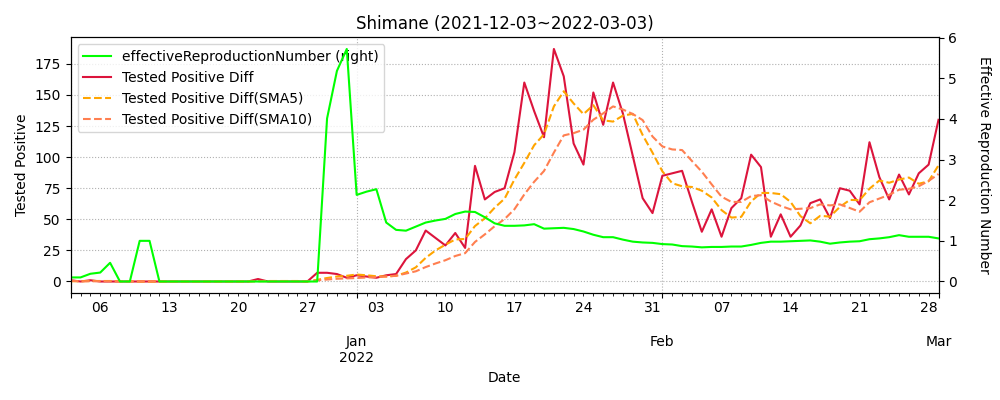 Shimane (2021-12-03~2022-03-03)
effectiveReproductionNumber (right)
Tested Positive Diff
Tested Positive Diff(SMA5)
Tested Positive Diff(SMA10)
Tested Positive
175
150
125
100
75
50
25
0
6
5
4
3
2
1
0
Effective Reproduction Number
06 13 20 27 03 10 17 24 31 07 14 21 28
Jan Feb Mar
2022
Date